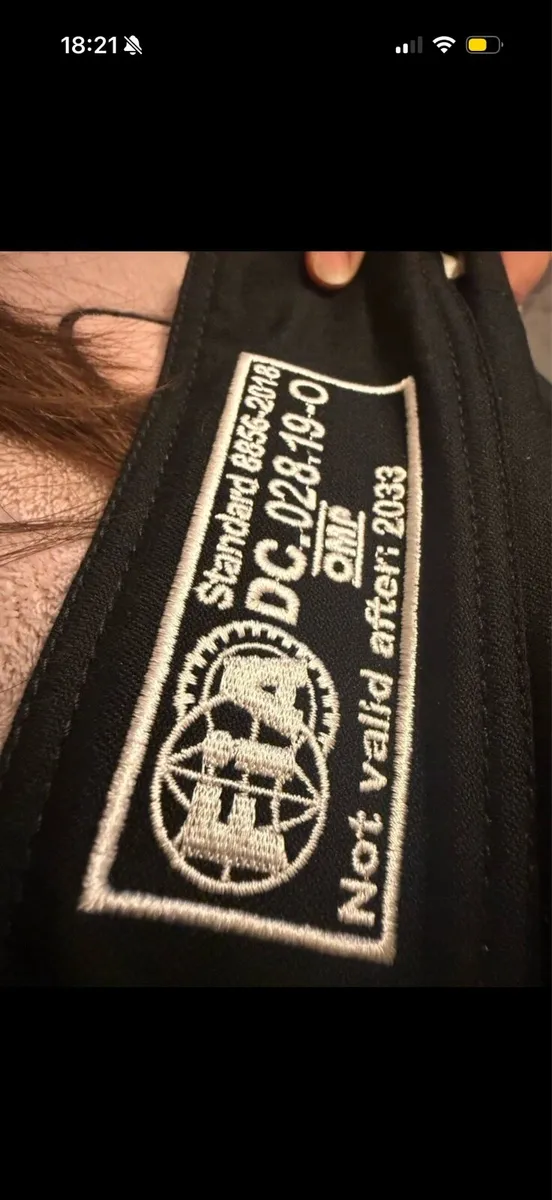 18:21
FIA
Standard 8856-2018
DC.028.19-O
OMP
Not valid after: 2033